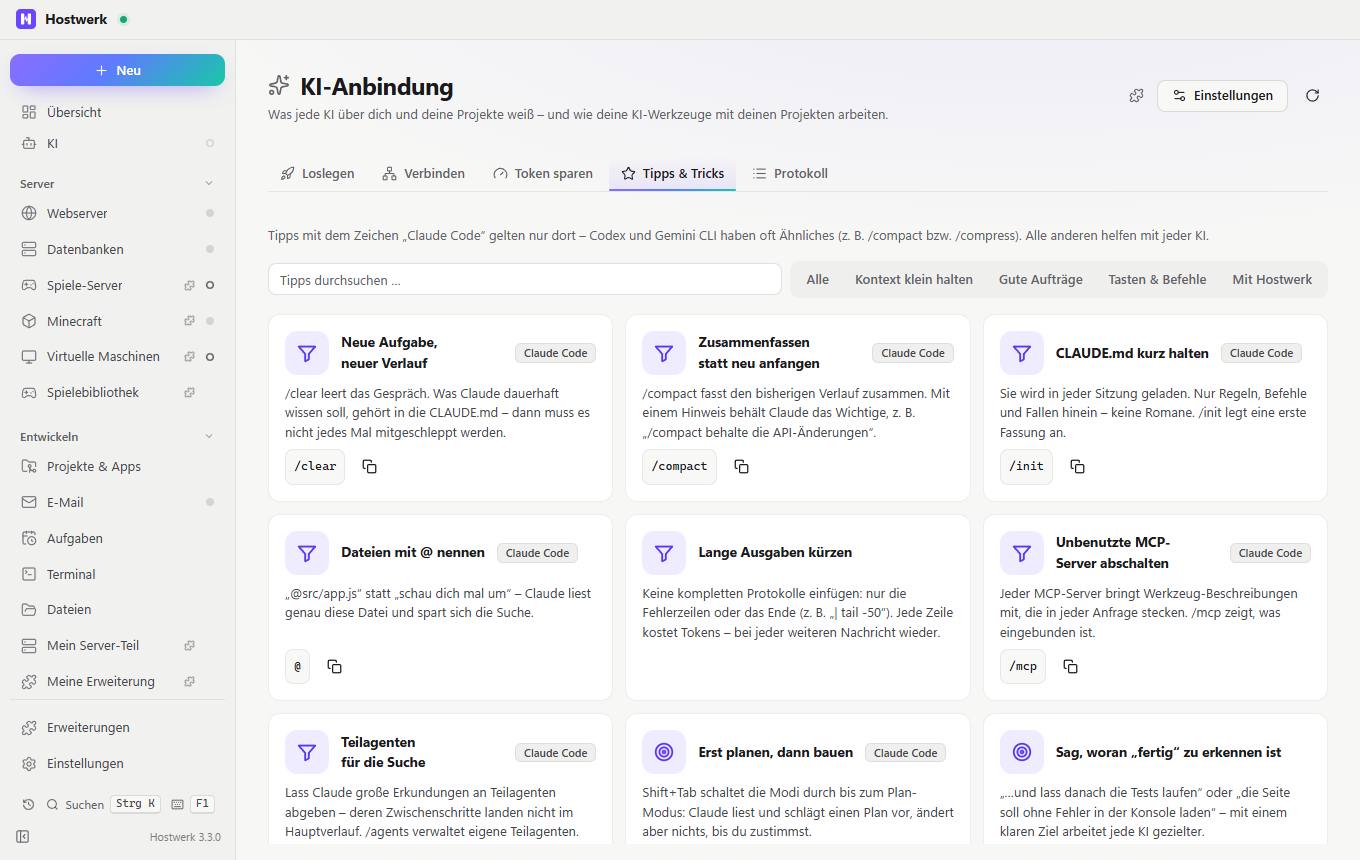 Hostwerk
Neu
Übersicht
KI
Server
Webserver
Datenbanken
Spiele-Server
Minecraft
Virtuelle Maschinen
Spielebibliothek
Entwickeln
Projekte & Apps
E-Mail
Aufgaben
Terminal
Dateien
Mein Server-Teil
Meine Erweiterung
Erweiterungen
Einstellungen
Suchen Strg K F1
Hostwerk 3.3.0
KI-Anbindung
Was jede KI über dich und deine Projekte weiß – und wie deine KI-Werkzeuge mit deinen Projekten arbeiten.
Einstellungen
Loslegen Verbinden Token sparen Tipps & Tricks Protokoll
Tipps mit dem Zeichen „Claude Code“ gelten nur dort – Codex und Gemini CLI haben oft Ähnliches (z. B. /compact bzw. /compress). Alle anderen helfen mit jeder KI.
Tipps durchsuchen …
Alle Kontext klein halten Gute Aufträge Tasten & Befehle Mit Hostwerk
Neue Aufgabe,
neuer Verlauf
Claude Code
/clear leert das Gespräch. Was Claude dauerhaft
wissen soll, gehört in die CLAUDE.md – dann muss es
nicht jedes Mal mitgeschleppt werden.
/clear
Zusammenfassen
statt neu anfangen
Claude Code
/compact fasst den bisherigen Verlauf zusammen. Mit
einem Hinweis behält Claude das Wichtige, z. B.
„/compact behalte die API-Änderungen“.
/compact
CLAUDE.md kurz halten
Claude Code
Sie wird in jeder Sitzung geladen. Nur Regeln, Befehle
und Fallen hinein – keine Romane. /init legt eine erste
Fassung an.
/init
Dateien mit @ nennen
Claude Code
„@src/app.js“ statt „schau dich mal um“ – Claude liest
genau diese Datei und spart sich die Suche.
@
Lange Ausgaben kürzen
Keine kompletten Protokolle einfügen: nur die
Fehlerzeilen oder das Ende (z. B. „| tail -50“). Jede Zeile
kostet Tokens – bei jeder weiteren Nachricht wieder.
Unbenutzte MCP-
Server abschalten
Claude Code
Jeder MCP-Server bringt Werkzeug-Beschreibungen
mit, die in jeder Anfrage stecken. /mcp zeigt, was
eingebunden ist.
/mcp
Teilagenten
für die Suche
Claude Code
Lass Claude große Erkundungen an Teilagenten
abgeben – deren Zwischenschritte landen nicht im
Hauptverlauf. /agents verwaltet eigene Teilagenten.
Erst planen, dann bauen
Claude Code
Shift+Tab schaltet die Modi durch bis zum Plan-
Modus: Claude liest und schlägt einen Plan vor, ändert
aber nichts, bis du zustimmst.
Sag, woran „fertig“ zu erkennen ist
„…und lass danach die Tests laufen“ oder „die Seite
soll ohne Fehler in der Konsole laden“ – mit einem
klaren Ziel arbeitet jede KI gezielter.